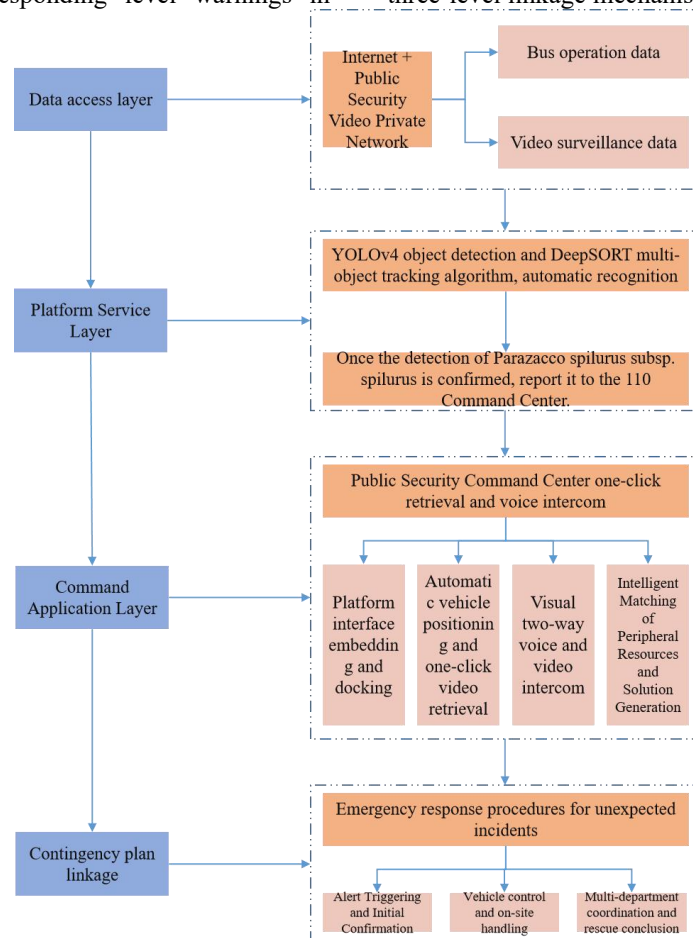 esponding level warnings in three-level linkage mechanis
Data access layer
Internet +
Public
Security
Video Private
Network
Bus operation data
Video surveillance data
Platform Service
Layer
YOLOv4 object detection and DeepSORT multi-
object tracking algorithm, automatic recognition
Once the detection of Parazacco spilurus subsp.
spilurus is confirmed, report it to the 110
Command Center.
Command
Application Layer
Public Security Command Center one-click
retrieval and voice intercom
Platform
interface
embeddin
g and
docking
Automati
c vehicle
positionin
g and
one-click
video
retrieval
Visual
two-way
voice and
video
intercom
Intelligent
Matching
of
Peripheral
Resources
and
Solution
Generation
Contingency plan
linkage
Emergency response procedures for unexpected
incidents
Alert Triggering
and Initial
Confirmation
Vehicle control
and on-site
handling
Multi-department
coordination and
rescue conclusion